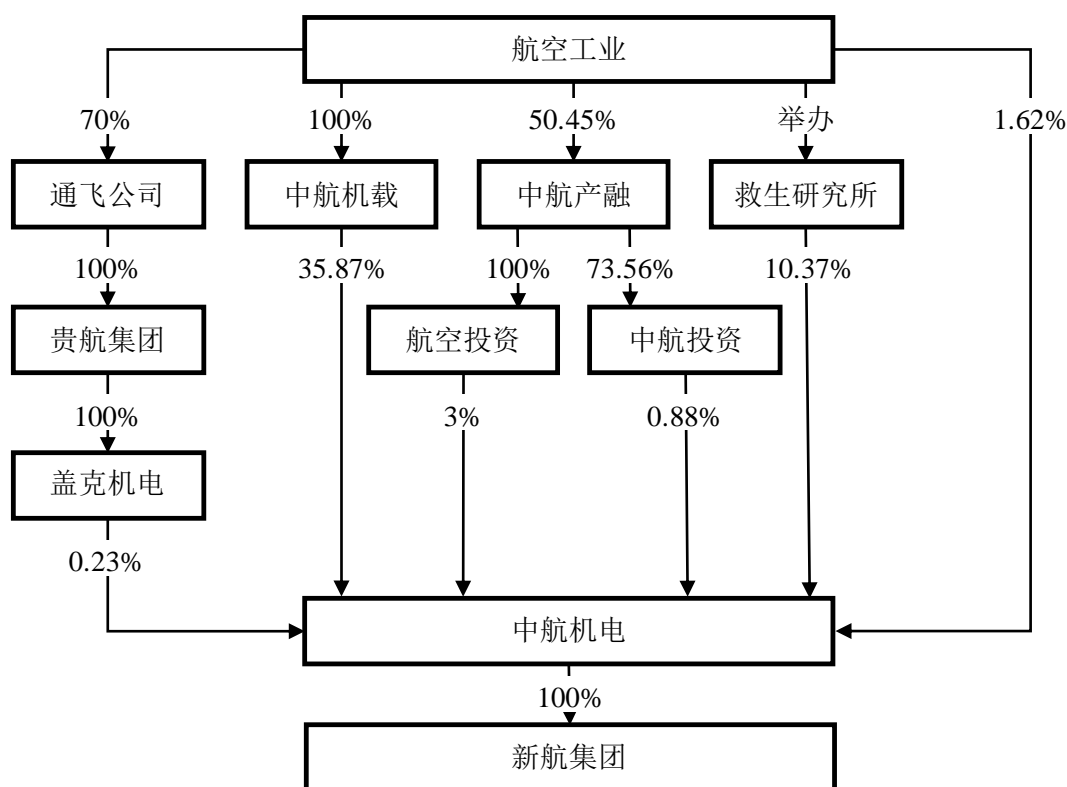 航空工业
70%
100%
50.45%
举办
1.62%
通飞公司
中航机载
中航产融
救生研究所
100%
35.87%
100%
73.56%
10.37%
贵航集团
航空投资
中航投资
100%
3%
0.88%
盖克机电
0.23%
中航机电
100%
新航集团